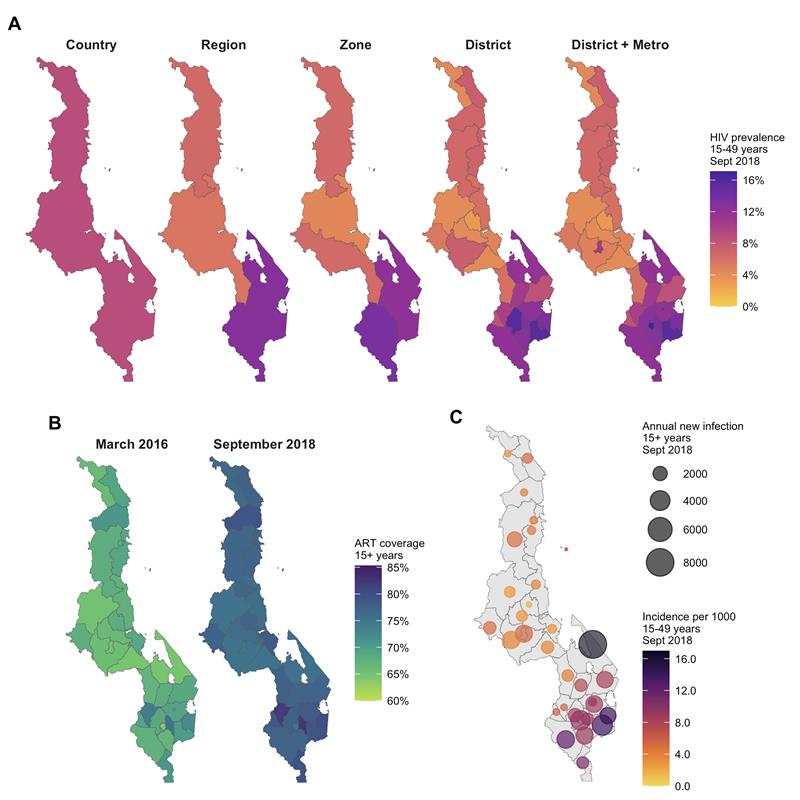 A
Country
Region
Zone
District
District + Metro
HIV prevalence
15-49 years
Sept 2018
16%
12%
8%
4%
0%
B
March 2016
September 2018
ART coverage
15+ years
85%
80%
75%
70%
65%
60%
C
Annual new infection
15+ years
Sept 2018
2000
4000
6000
8000
Incidence per 1000
15-49 years
Sept 2018
16.0
12.0
8.0
4.0
0.0